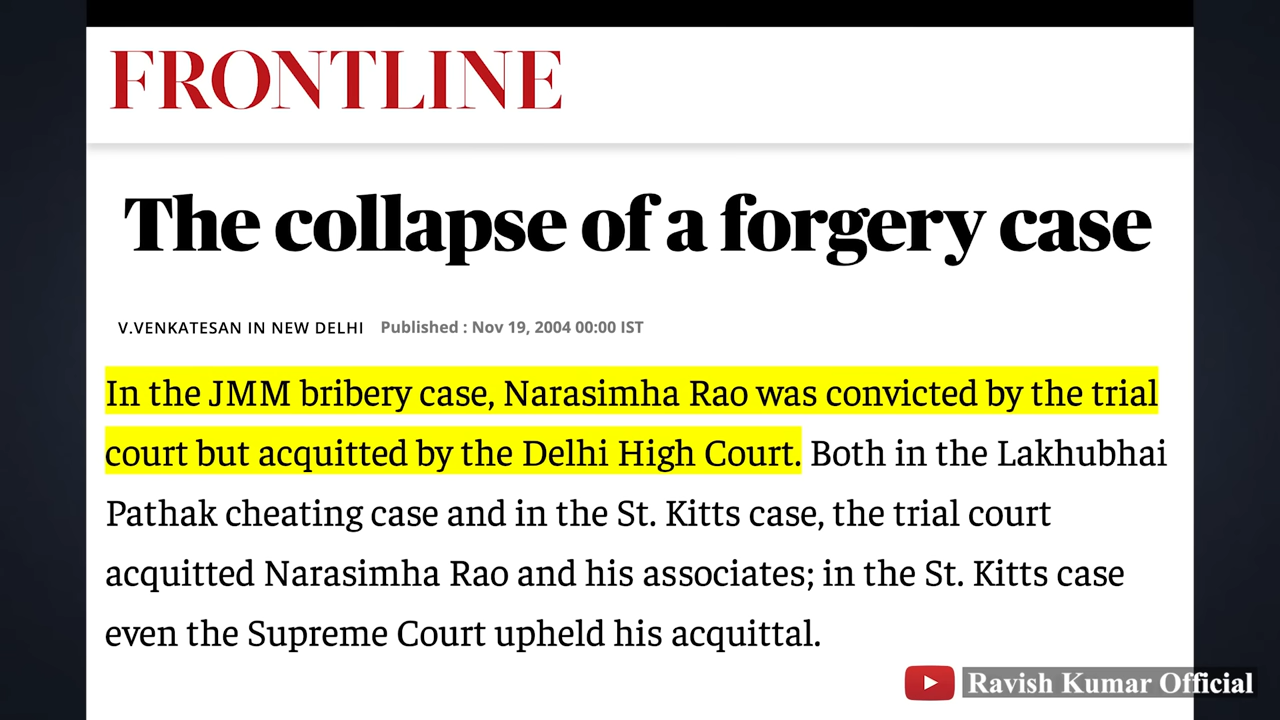 FRONTLINE
The collapse of a forgery case
V.VENKATESAN IN NEW DELHI Published : Nov 19, 2004 00:00 IST
In the JMM bribery case, Narasimha Rao was convicted by the trial
court but acquitted by the Delhi High Court. Both in the Lakhubhai
Pathak cheating case and in the St. Kitts case, the trial court
acquitted Narasimha Rao and his associates; in the St. Kitts case
even the Supreme Court upheld his acquittal.
Ravish Kumar Official